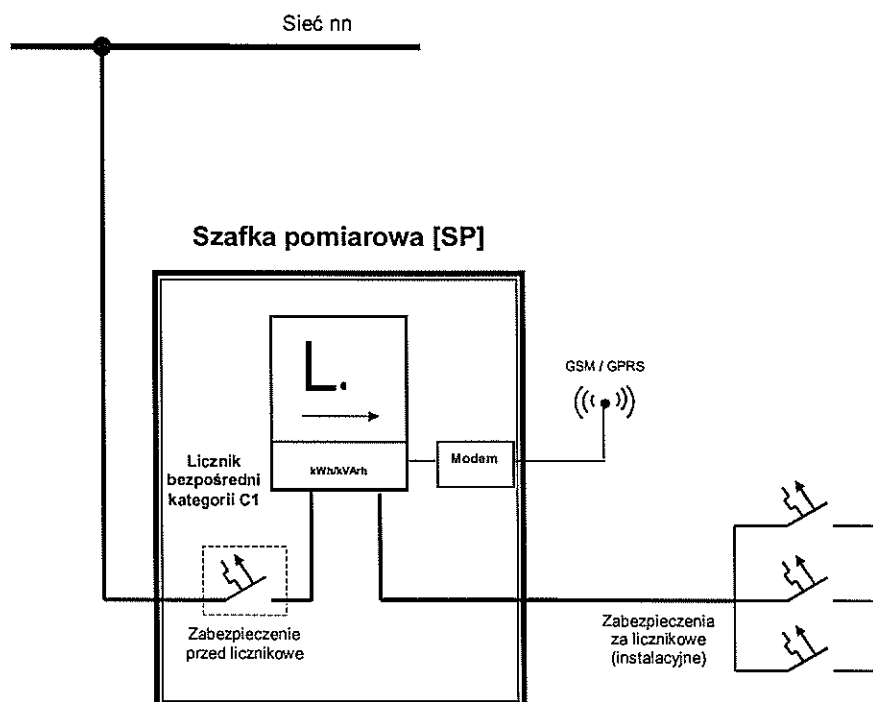 Sieć nn
Szafka pomiarowa [SP]
L.
GSM / GPRS
Licznik
bezpośredni
kategorii C1
kWh/kVArh
Modem
Zabezpieczenie
przed licznikowe
Zabezpieczenia
za licznikowe
(instalacyjne)